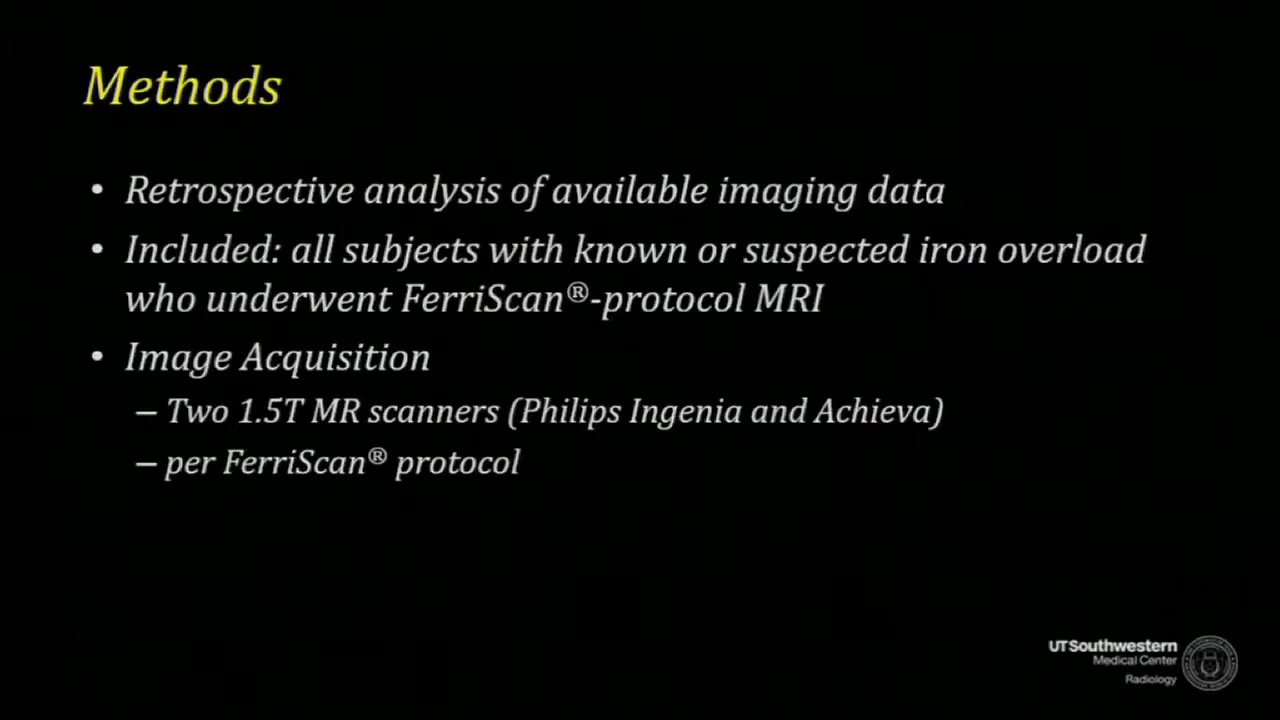 Methods
• Retrospective analysis of available imaging data
• Included: all subjects with known or suspected iron overload
who underwent FerriScan®-protocol MRI
• Image Acquisition
– Two 1.5T MR scanners (Philips Ingenia and Achieva)
– per FerriScan® protocol
UTSouthwestern
Medical Center
Radiology